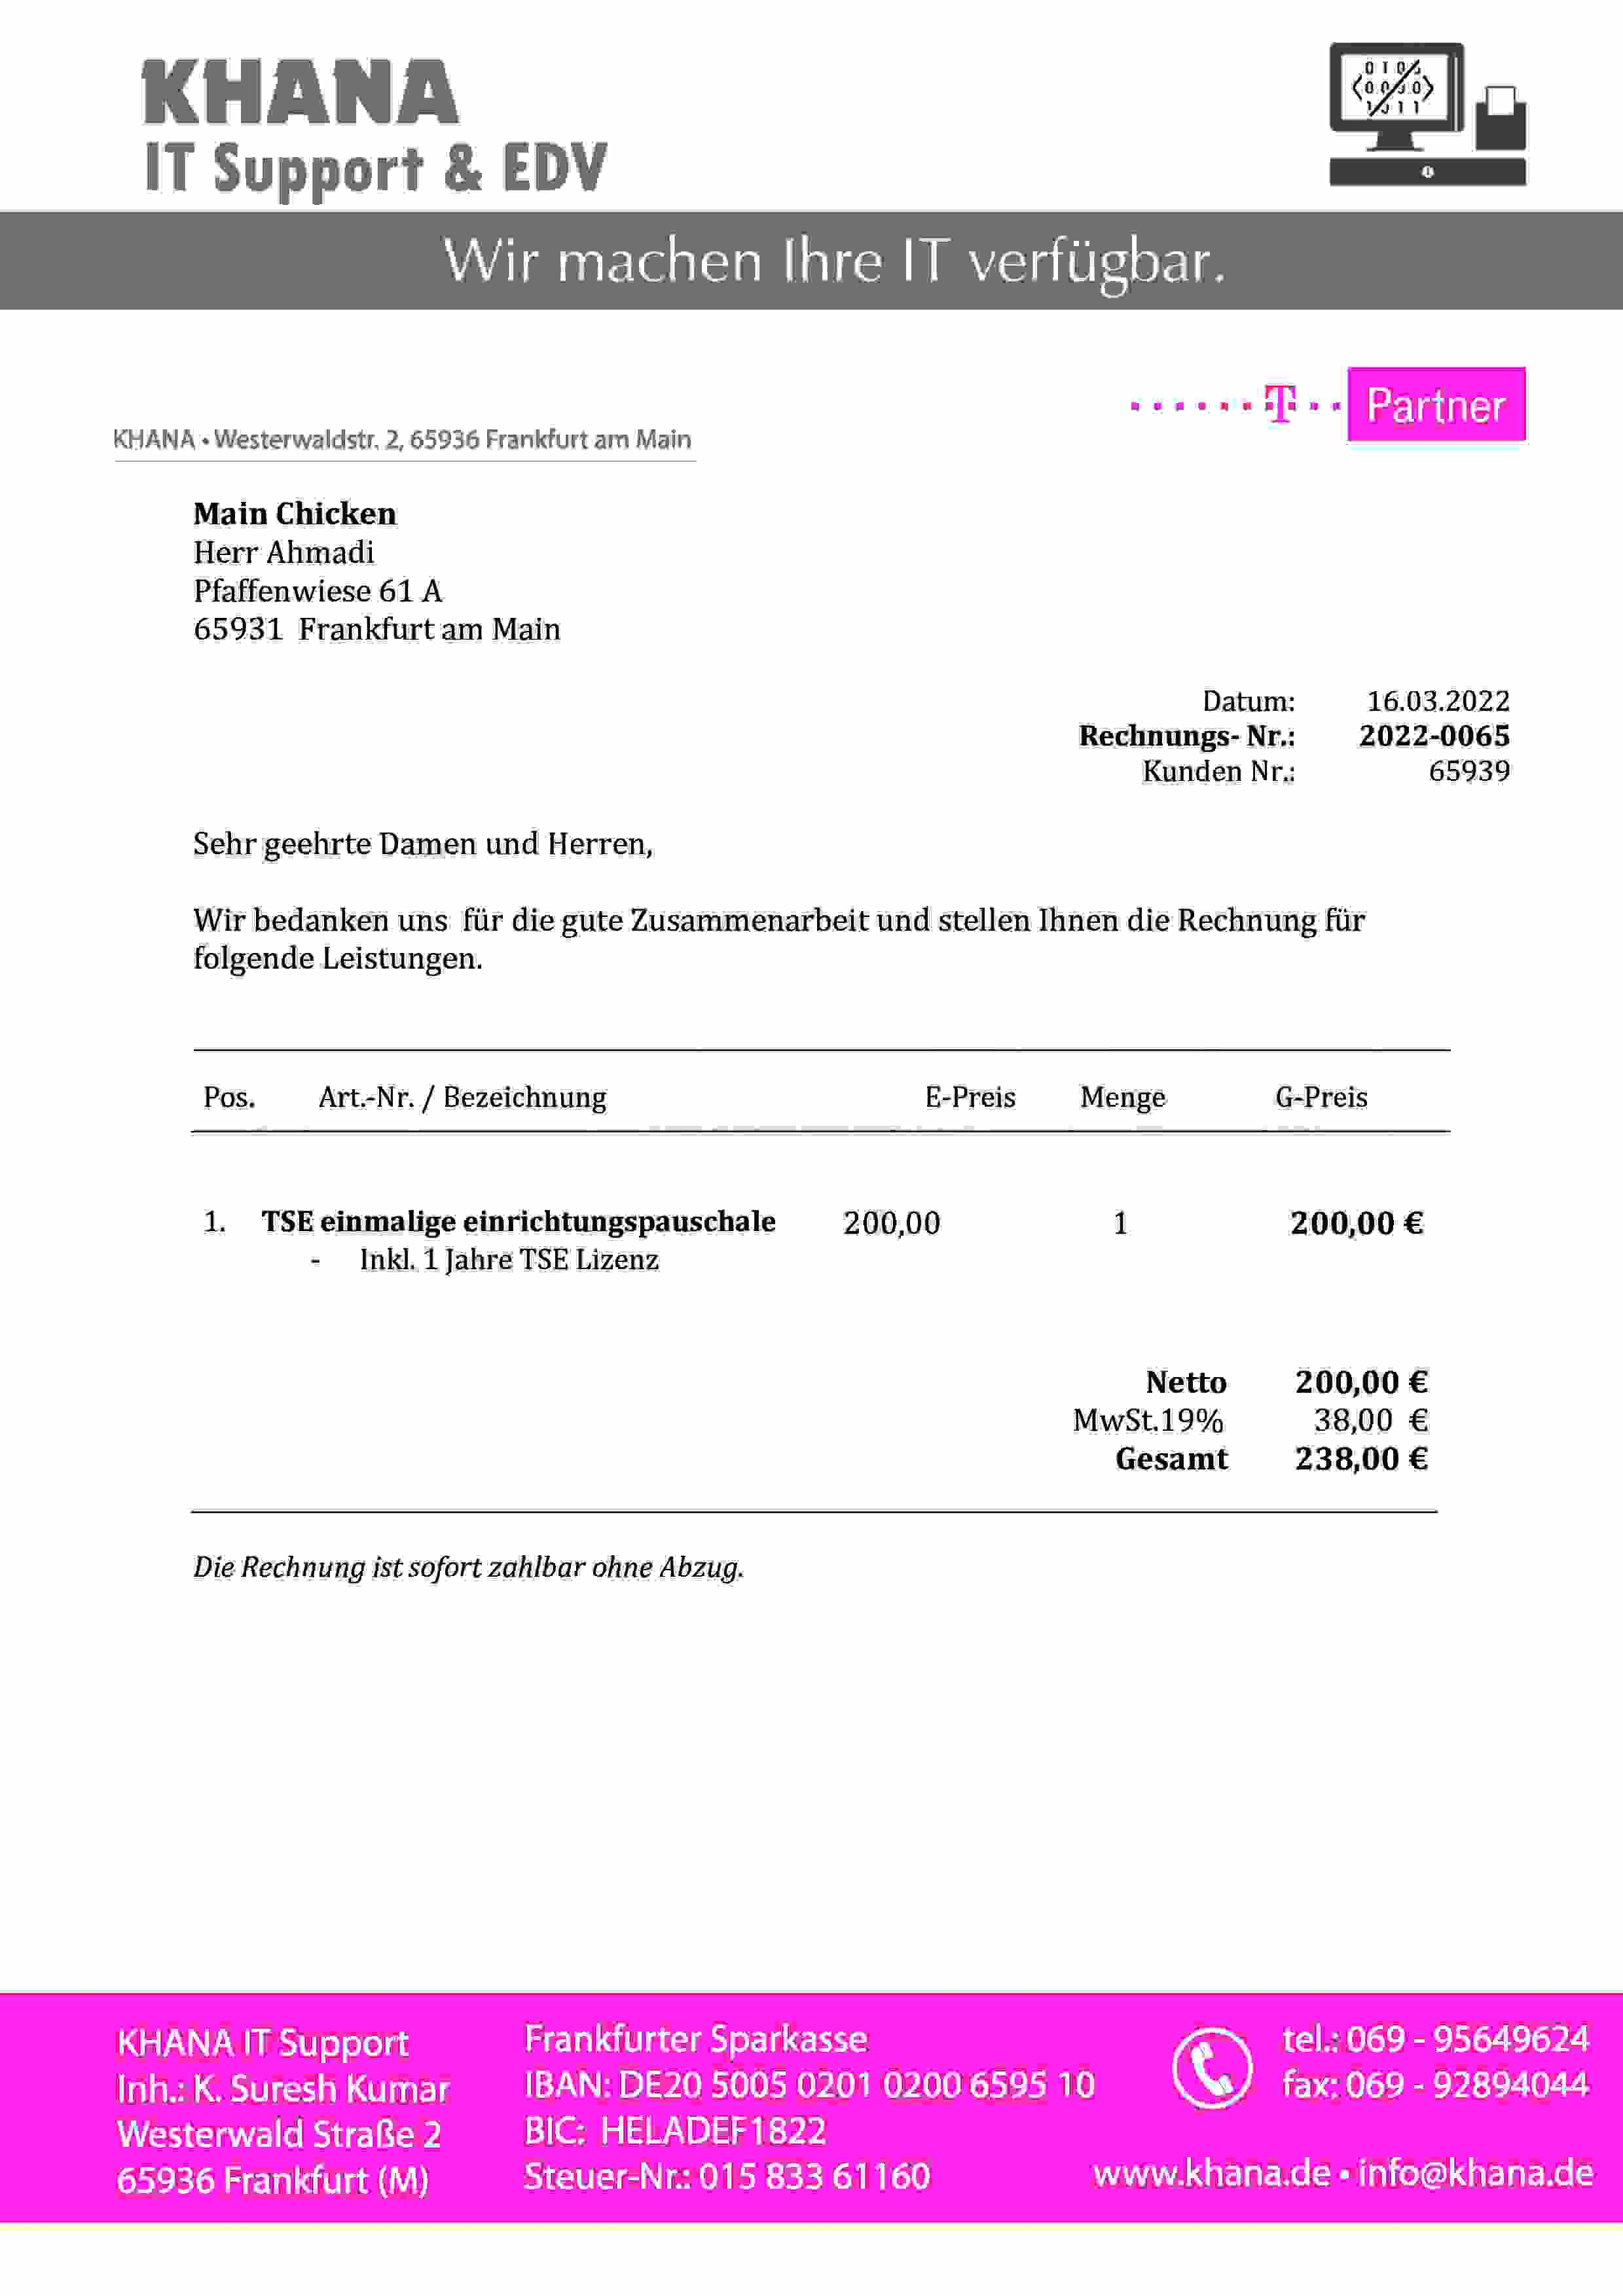 KHANA
IT Support & EDV
Wir machen Ihre IT verfügbar.
T Partner
KHANA • Westerwaldstr. 2, 65936 Frankfurt am Main
Main Chicken
Herr Ahmadi
Pfaffenwiese 61 A
65931 Frankfurt am Main
Datum: 16.03.2022
Rechnungs- Nr.: 2022-0065
Kunden Nr.: 65939
Sehr geehrte Damen und Herren,
Wir bedanken uns für die gute Zusammenarbeit und stellen Ihnen die Rechnung für
folgende Leistungen.
Pos. Art.-Nr. / Bezeichnung E-Preis Menge G-Preis
1. TSE einmalige einrichtungspauschale 200,00 1 200,00 €
- Inkl. 1 Jahre TSE Lizenz
Netto 200,00 €
MwSt.19% 38,00 €
Gesamt 238,00 €
Die Rechnung ist sofort zahlbar ohne Abzug.
KHANA IT Support
Inh.: K. Suresh Kumar
Westerwald Straße 2
65936 Frankfurt (M)
Frankfurter Sparkasse
IBAN: DE20 5005 0201 0200 6595 10
BIC: HELADEF1822
Steuer-Nr.: 015 833 61160
tel.: 069 - 95649624
fax: 069 - 92894044
www.khana.de • info@khana.de